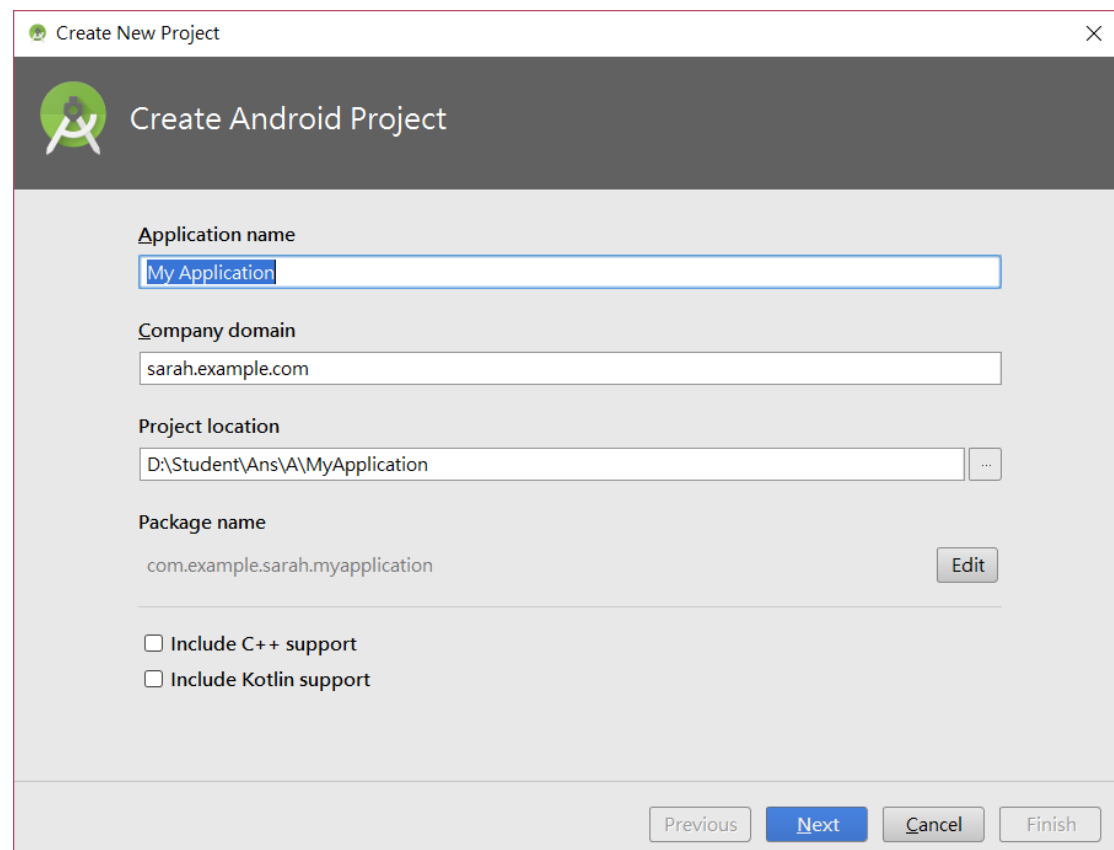 Create New Project
Create Android Project
Application name
My Application
Company domain
sarah.example.com
Project location
D:\Student\Ans\A\MyApplication
...
Package name
com.example.sarah.myapplication
Edit
Include C++ support
Include Kotlin support
Previous Next Cancel Finish